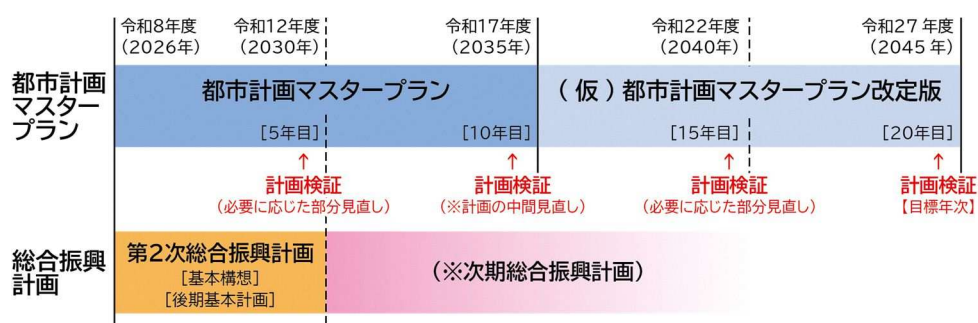 令和8年度
(2026年)
令和12年度
(2030年)
令和17年度
(2035年)
令和22年度
(2040年)
令和27年度
(2045年)
都市計画
マスター
プラン
都市計画マスタープラン
(仮)都市計画マスタープラン改定版
[5年目]
[10年目]
[15年目]
[20年目]
↑
計画検証
(必要に応じた部分見直し)
↑
計画検証
(※計画の中間見直し)
↑
計画検証
(必要に応じた部分見直し)
↑
計画検証
【目標年次】
総合振興
計画
第2次総合振興計画
[基本構想]
[後期基本計画]
(※次期総合振興計画)